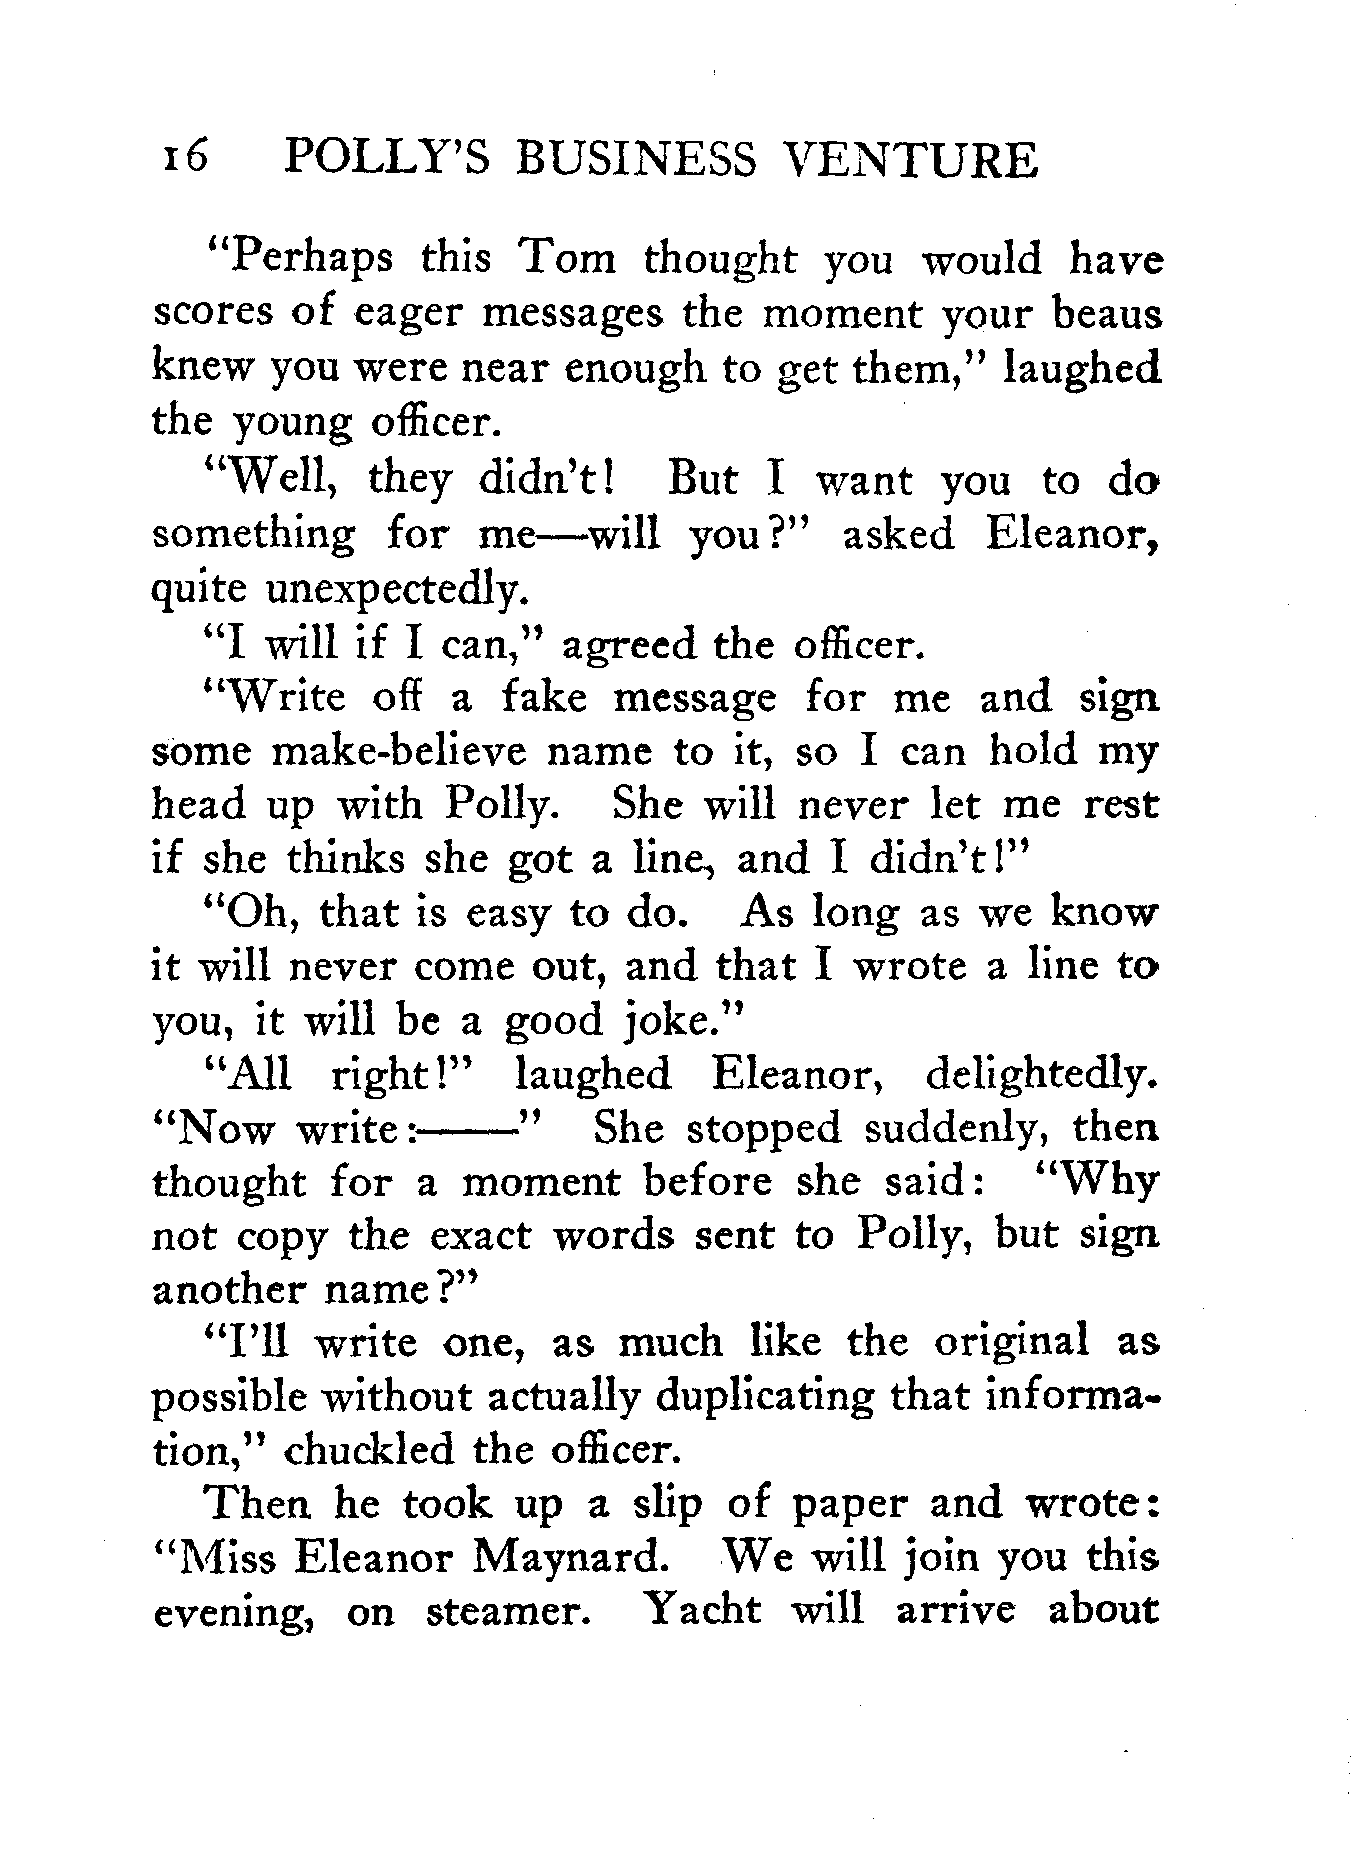 16 POLLY'S BUSINESS VENTURE
"Perhaps this Tom thought you would have
scores of eager messages the moment your beaus
knew you were near enough to get them," laughed
the young officer.
"Well, they didn't! But I want you to do
something for me—will you?" asked Eleanor,
quite unexpectedly.
"I will if I can," agreed the officer.
"Write off a fake message for me and sign
some make-believe name to it, so I can hold my
head up with Polly. She will never let me rest
if she thinks she got a line, and I didn't!"
"Oh, that is easy to do. As long as we know
it will never come out, and that I wrote a line to
you, it will be a good joke."
"All right!" laughed Eleanor, delightedly.
"Now write:——" She stopped suddenly, then
thought for a moment before she said: "Why
not copy the exact words sent to Polly, but sign
another name?"
"I'll write one, as much like the original as
possible without actually duplicating that informa-
tion," chuckled the officer.
Then he took up a slip of paper and wrote:
"Miss Eleanor Maynard. We will join you this
evening, on steamer. Yacht will arrive about